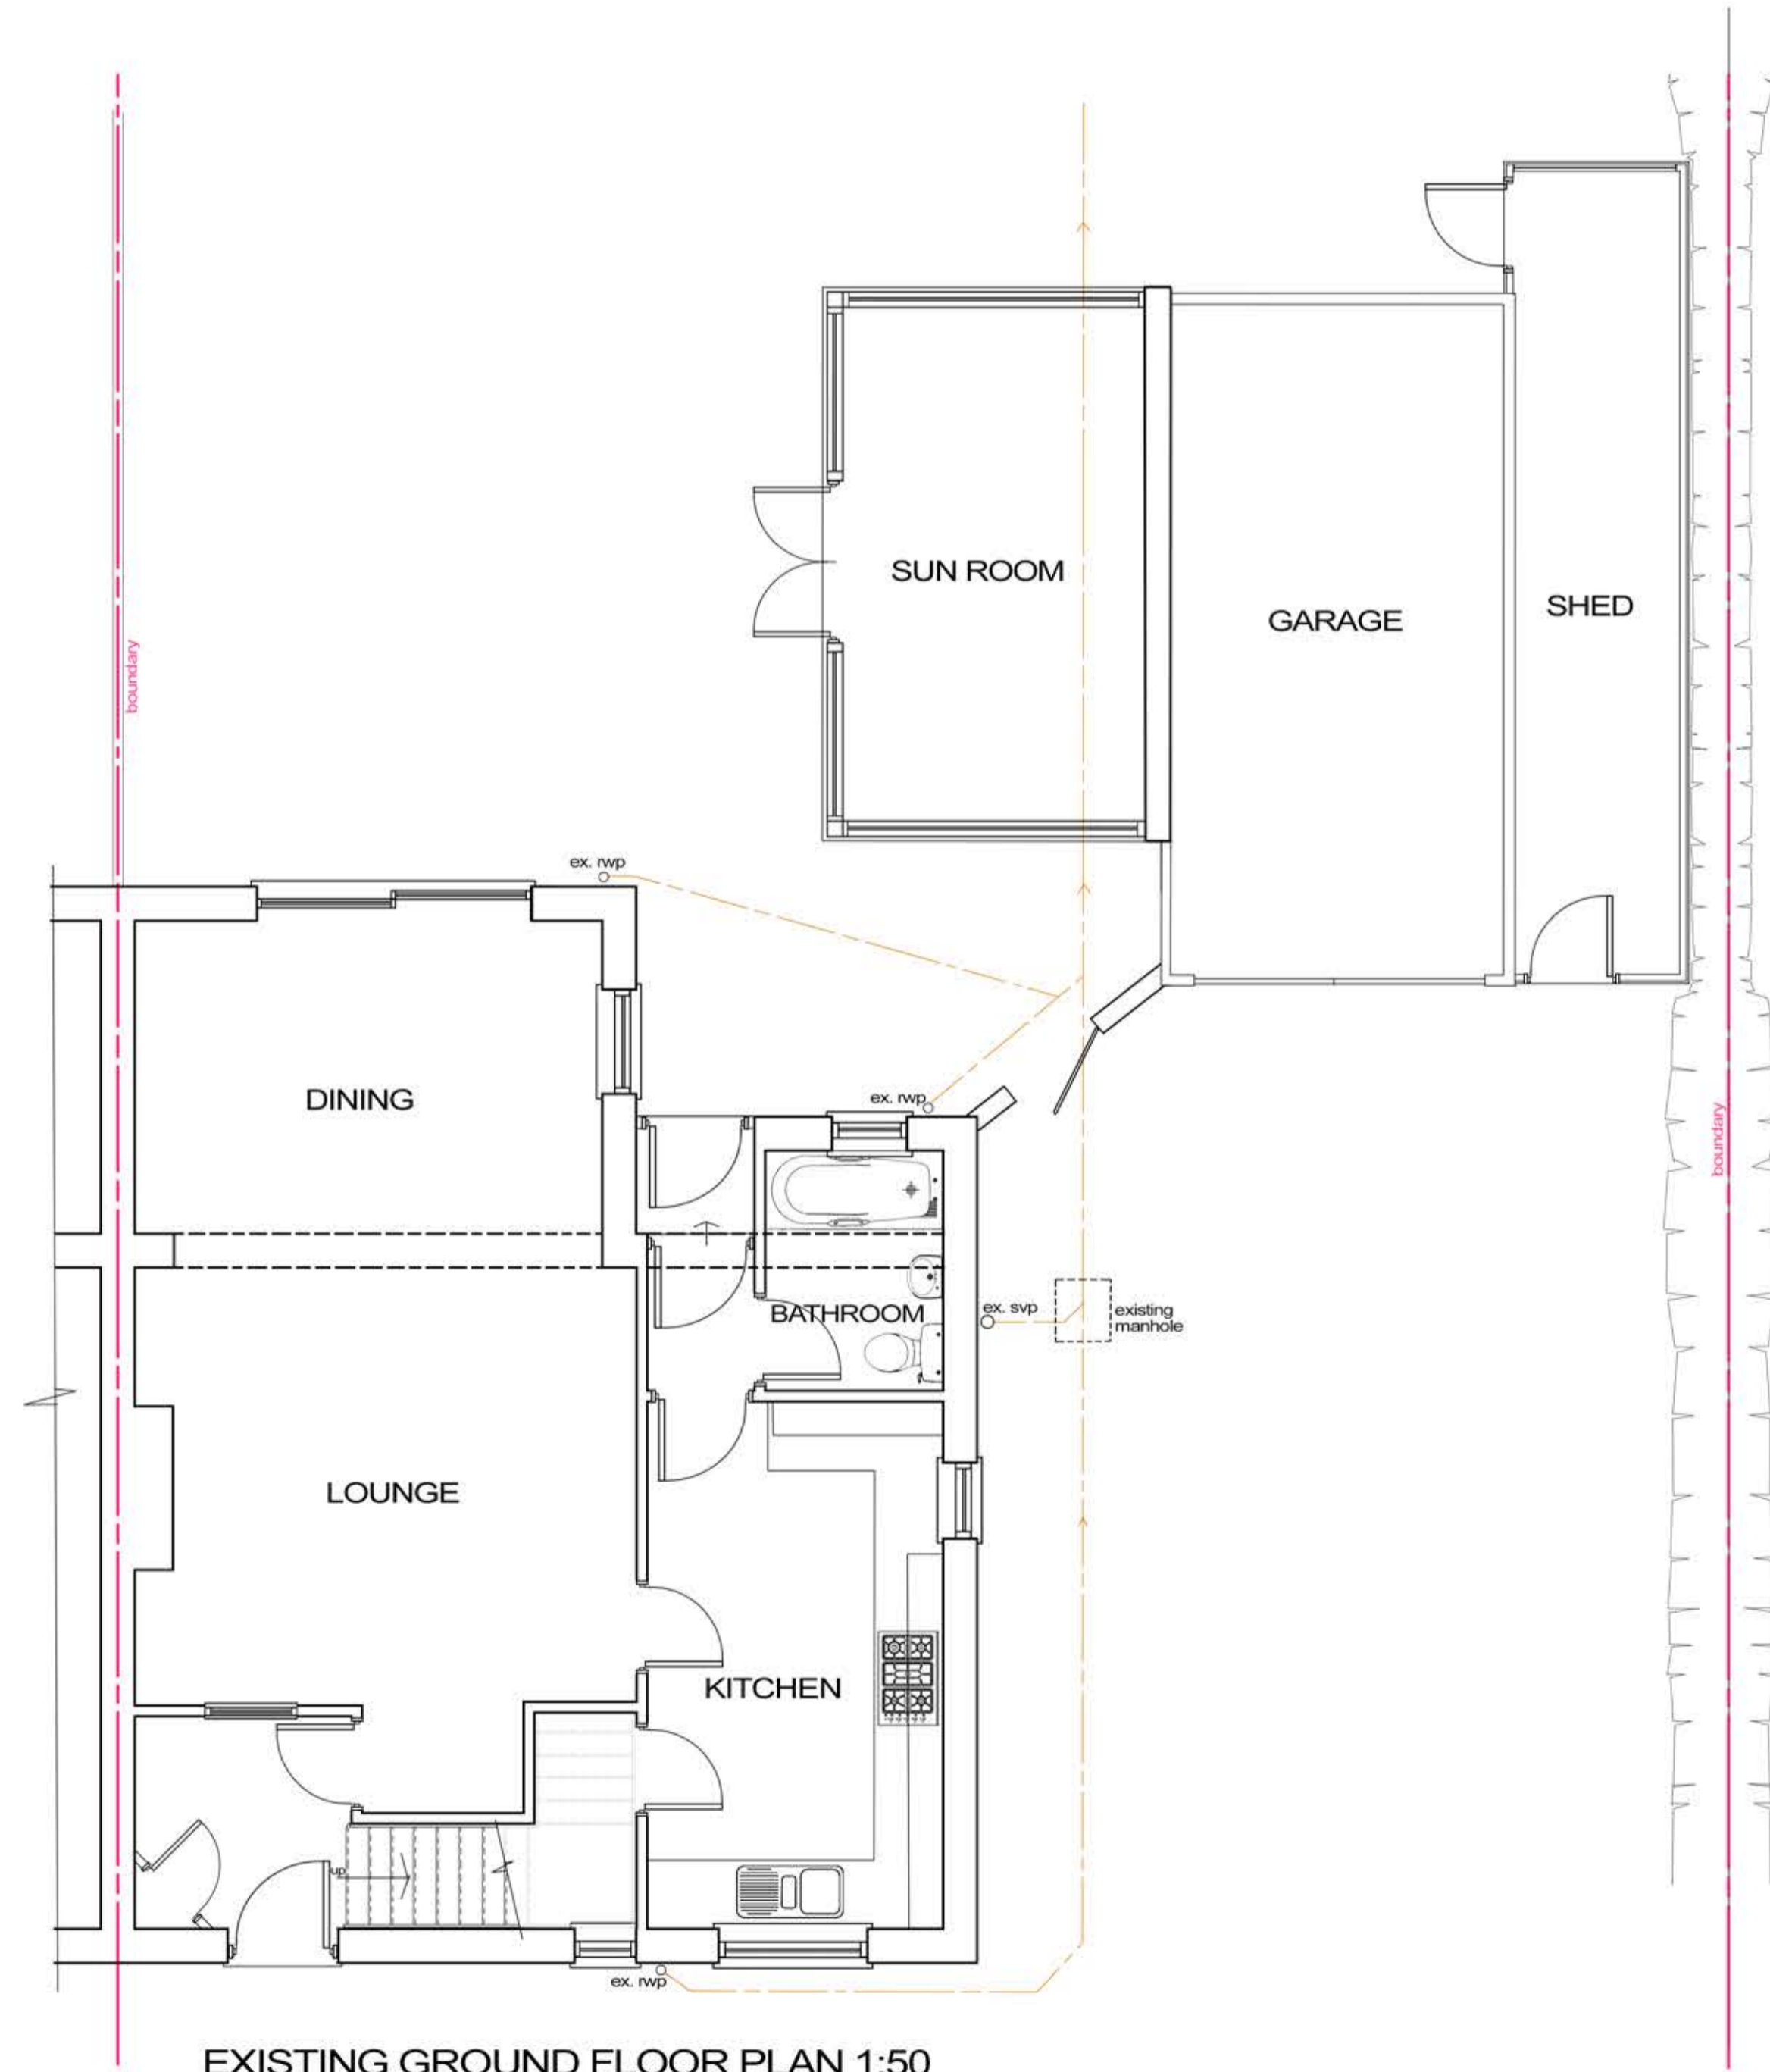 SUN ROOM
GARAGE
SHED
boundary
ex. rwp
DINING
ex. rwp
boundary
BATHROOM
ex. svp
existing
manhole
LOUNGE
KITCHEN
up
ex. rwp
EXISTING GROUND FLOOR PLAN 1:50